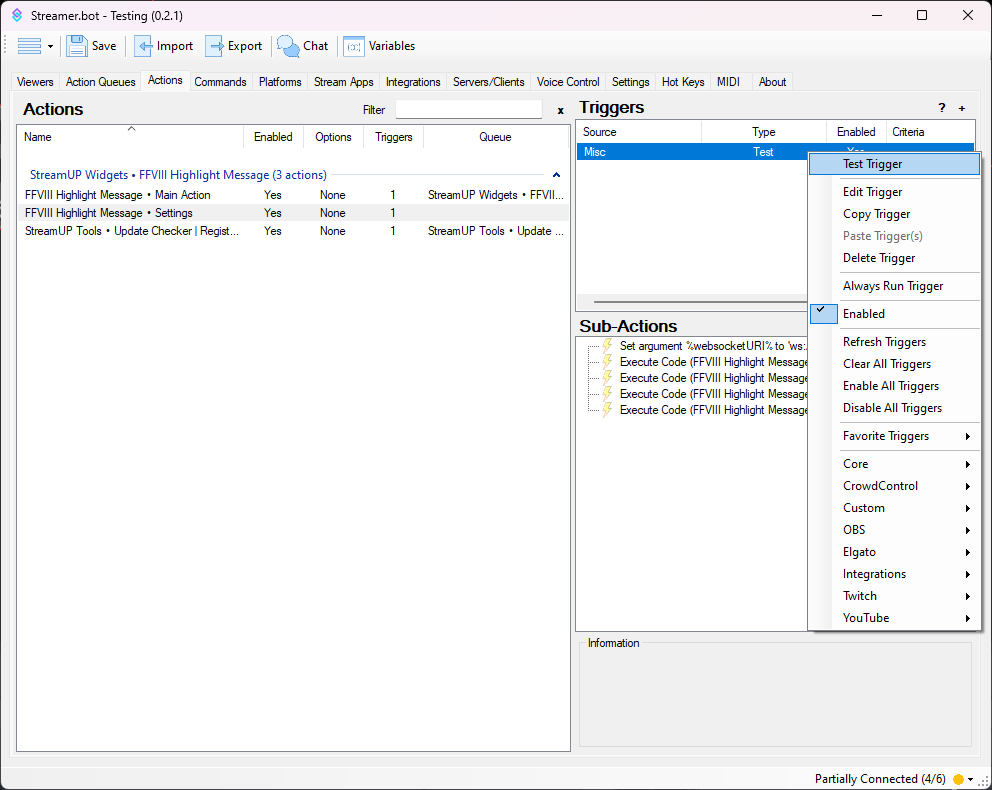 Streamer.bot - Testing (0.2.1)
Save Import Export Chat Variables
Viewers Action Queues Actions Commands Platforms Stream Apps Integrations Servers/Clients Voice Control Settings Hot Keys MIDI About
Actions Filter x
Name Enabled Options Triggers Queue
StreamUP Widgets • FFVIII Highlight Message (3 actions)
FFVIII Highlight Message • Main Action Yes None 1 StreamUP Widgets • FFVII...
FFVIII Highlight Message • Settings Yes None 1
StreamUP Tools • Update Checker | Regist... Yes None 1 StreamUP Tools • Update ...
Triggers ? +
Source Type Enabled Criteria
Misc Test Yes
Sub-Actions
Set argument %websocketURI% to 'ws:
Execute Code (FFVIII Highlight Message
Execute Code (FFVIII Highlight Message
Execute Code (FFVIII Highlight Message
Execute Code (FFVIII Highlight Message
Test Trigger
Edit Trigger
Copy Trigger
Paste Trigger(s)
Delete Trigger
Always Run Trigger
Enabled
Refresh Triggers
Clear All Triggers
Enable All Triggers
Disable All Triggers
Favorite Triggers
Core
CrowdControl
Custom
OBS
Elgato
Integrations
Twitch
YouTube
Information
Partially Connected (4/6)